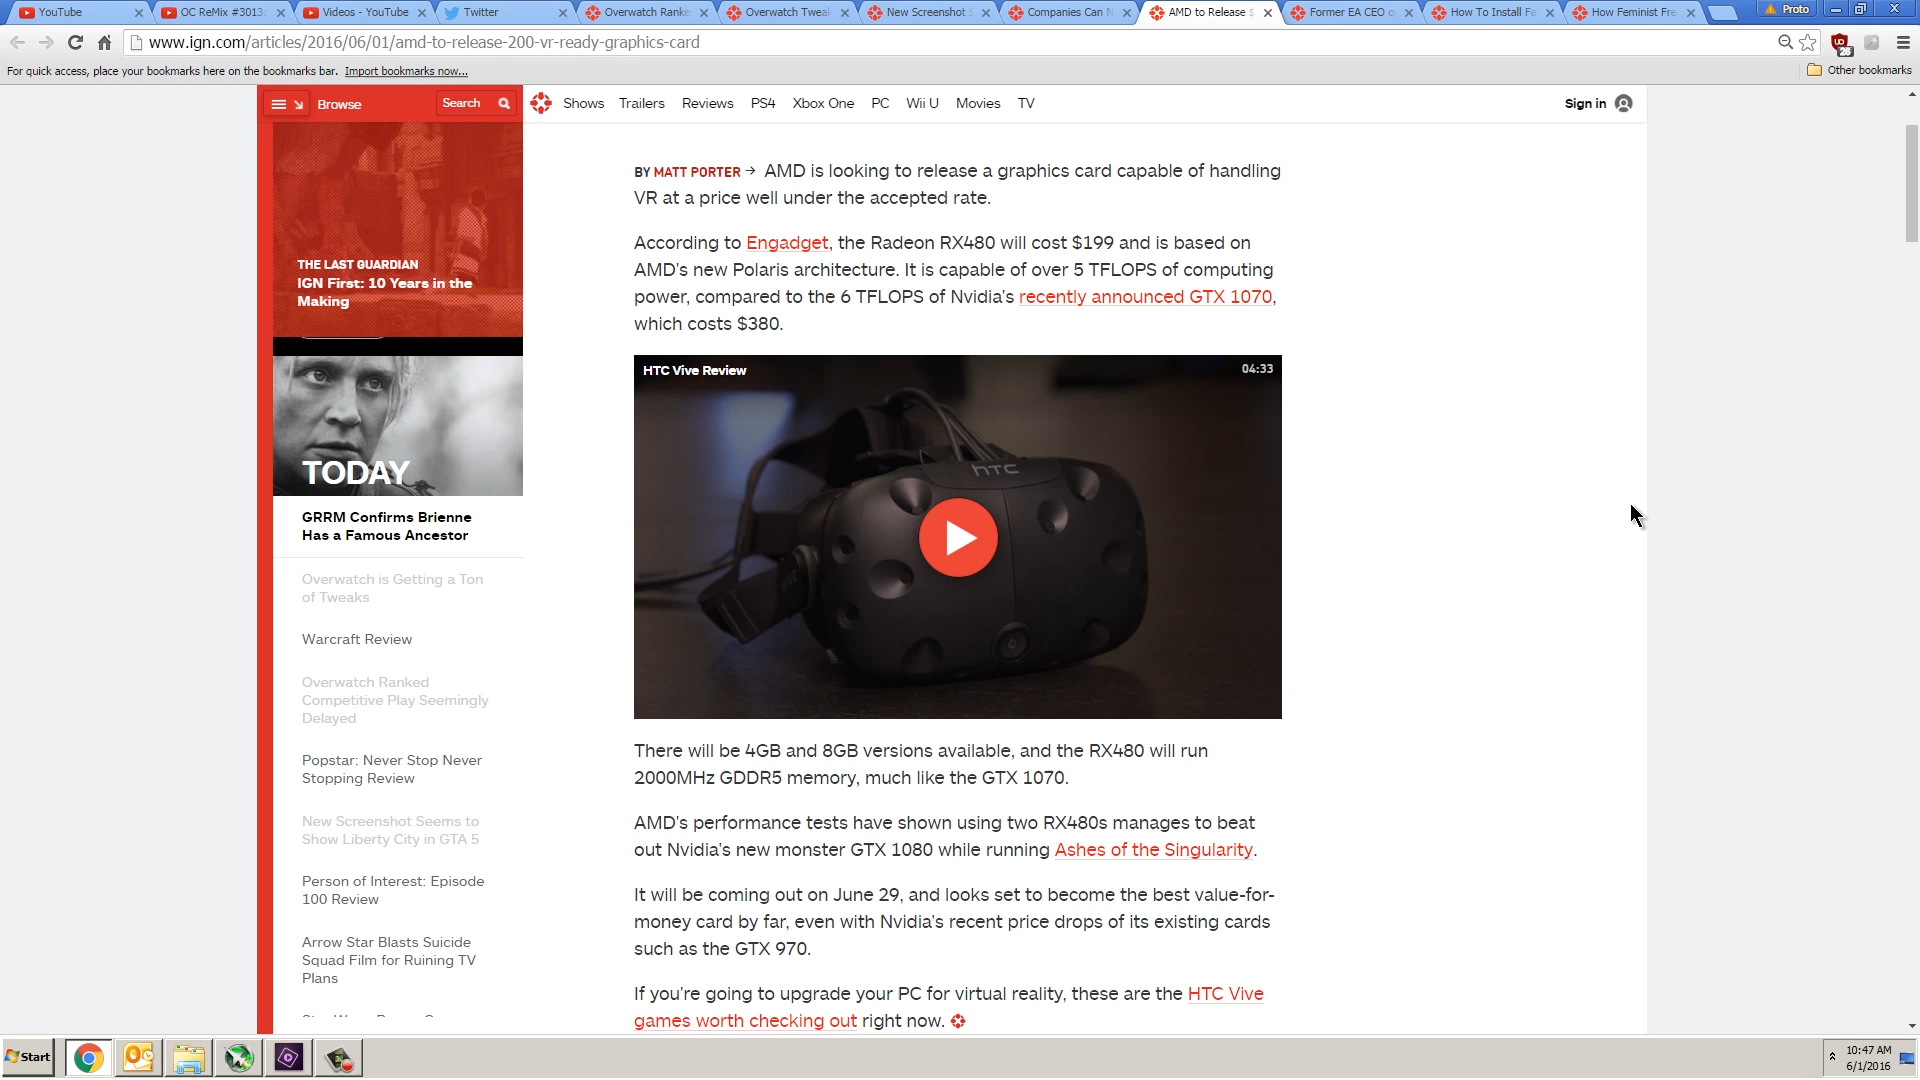 YouTube
OC ReMix #3013:
Videos - YouTube
Twitter
Overwatch Ranke
Overwatch Tweak
New Screenshot S
Companies Can N
AMD to Release $
Former EA CEO o
How To Install Fa
How Feminist Fre
Proto
www.ign.com/articles/2016/06/01/amd-to-release-200-vr-ready-graphics-card
For quick access, place your bookmarks here on the bookmarks bar. Import bookmarks now...
Other bookmarks
Browse
Search
Shows Trailers Reviews PS4 Xbox One PC Wii U Movies TV
Sign in
THE LAST GUARDIAN
IGN First: 10 Years in the
Making
TODAY
GRRM Confirms Brienne
Has a Famous Ancestor
Overwatch is Getting a Ton
of Tweaks
Warcraft Review
Overwatch Ranked
Competitive Play Seemingly
Delayed
Popstar: Never Stop Never
Stopping Review
New Screenshot Seems to
Show Liberty City in GTA 5
Person of Interest: Episode
100 Review
Arrow Star Blasts Suicide
Squad Film for Ruining TV
Plans
BY MATT PORTER → AMD is looking to release a graphics card capable of handling
VR at a price well under the accepted rate.
According to Engadget, the Radeon RX480 will cost $199 and is based on
AMD's new Polaris architecture. It is capable of over 5 TFLOPS of computing
power, compared to the 6 TFLOPS of Nvidia's recently announced GTX 1070,
which costs $380.
HTC Vive Review
04:33
hTC
There will be 4GB and 8GB versions available, and the RX480 will run
2000MHz GDDR5 memory, much like the GTX 1070.
AMD's performance tests have shown using two RX480s manages to beat
out Nvidia's new monster GTX 1080 while running Ashes of the Singularity.
It will be coming out on June 29, and looks set to become the best value-for-
money card by far, even with Nvidia's recent price drops of its existing cards
such as the GTX 970.
If you're going to upgrade your PC for virtual reality, these are the HTC Vive
games worth checking out right now.
Start
10:47 AM
6/1/2016